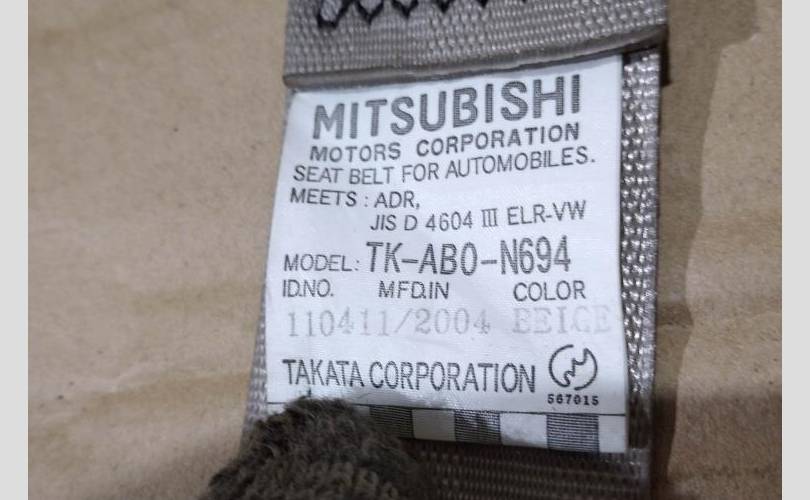 MITSUBISHI
MOTORS CORPORATION
SEAT BELT FOR AUTOMOBILES.
MEETS : ADR,
JIS D 4604 III ELR-VW
MODEL: TK-AB0-N694
ID.NO. MFD.IN COLOR
110411/2004 BEIGE
TAKATA CORPORATION
567015